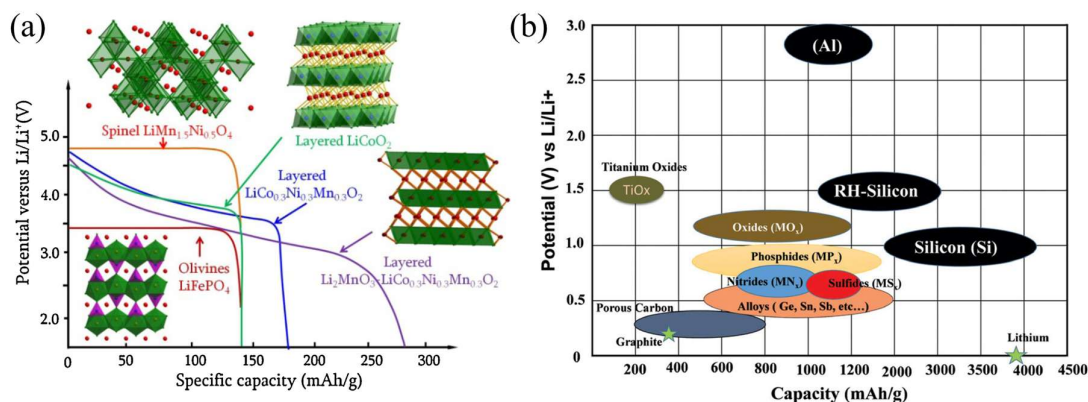 (a)
Potential versus Li/Li⁺(V)
5.0
4.0
3.0
2.0
0
50
100
150
200
250
300
Specific capacity (mAh/g)
Spinel LiMn₁.₅Ni₀.₅O₄
Layered LiCoO₂
Layered
LiCo₀.₃Ni₀.₃Mn₀.₃O₂
Olivines
LiFePO₄
Layered
Li₂MnO₃·LiCo₀.₃Ni₀.₃Mn₀.₃O₂
(b)
Potential (V) vs Li/Li+
3.0
2.5
2.0
1.5
1.0
0.5
0.0
(Al)
Titanium Oxides
TiOx
RH-Silicon
Oxides (MOₓ)
Silicon (Si)
Phosphides (MPₓ)
Nitrides (MNₓ)
Sulfides (MSₓ)
Alloys ( Ge, Sn, Sb, etc…)
Porous Carbon
Graphite
Lithium
200
400
600
800
1000
1200
2000
3000
3500
4000
4500
Capacity (mAh/g)